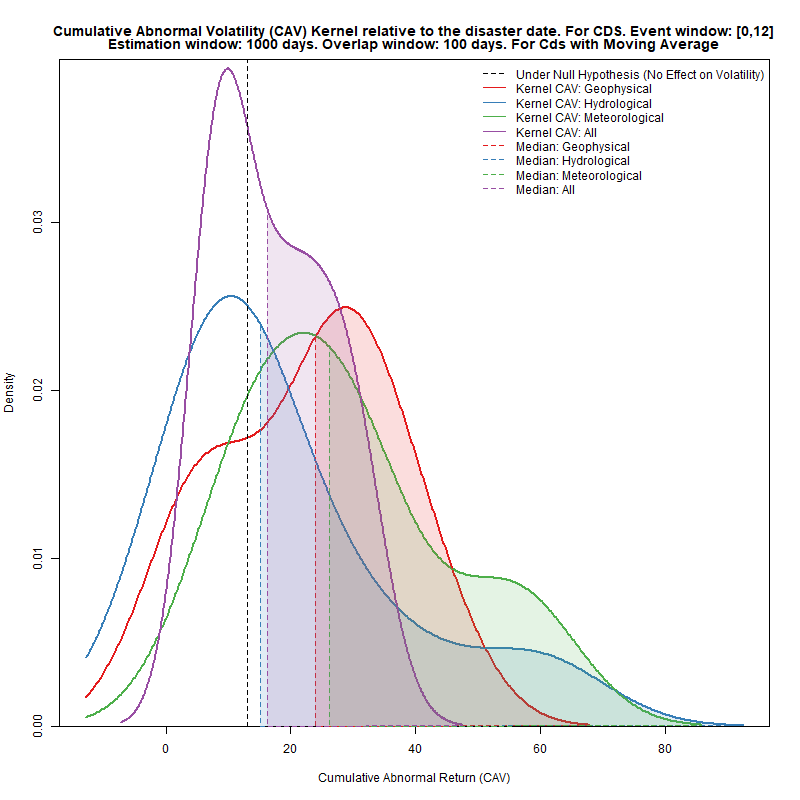 Cumulative Abnormal Volatility (CAV) Kernel relative to the disaster date. For CDS. Event window: [0,12]
Estimation window: 1000 days. Overlap window: 100 days. For Cds with Moving Average
Under Null Hypothesis (No Effect on Volatility)
Kernel CAV: Geophysical
Kernel CAV: Hydrological
Kernel CAV: Meteorological
Kernel CAV: All
Median: Geophysical
Median: Hydrological
Median: Meteorological
Median: All
Density
0.03
0.02
0.01
0.00
0 20 40 60 80
Cumulative Abnormal Return (CAV)